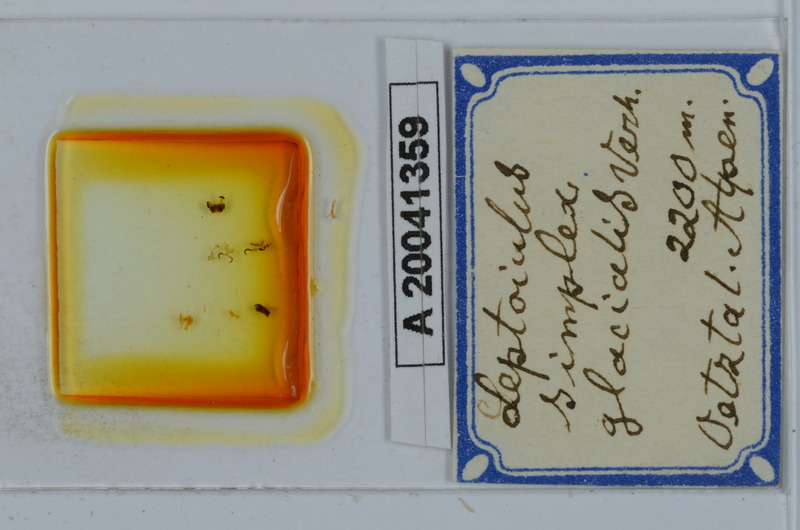 A 20041359
Leptoiulus
simplex
glacialis Verh.
2200 m.
Oetztal. Alpen.